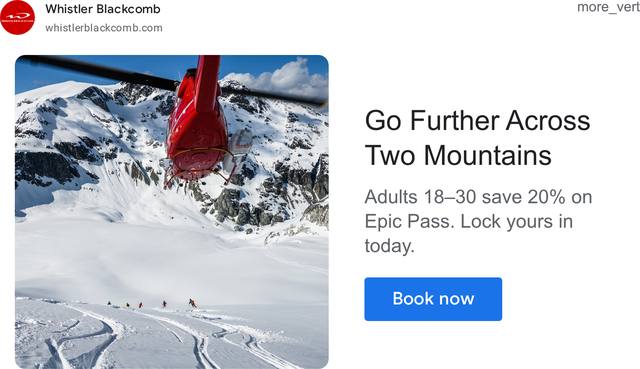 Whistler Blackcomb
whistlerblackcomb.com
more_vert
Go Further Across
Two Mountains
Adults 18–30 save 20% on
Epic Pass. Lock yours in
today.
Book now